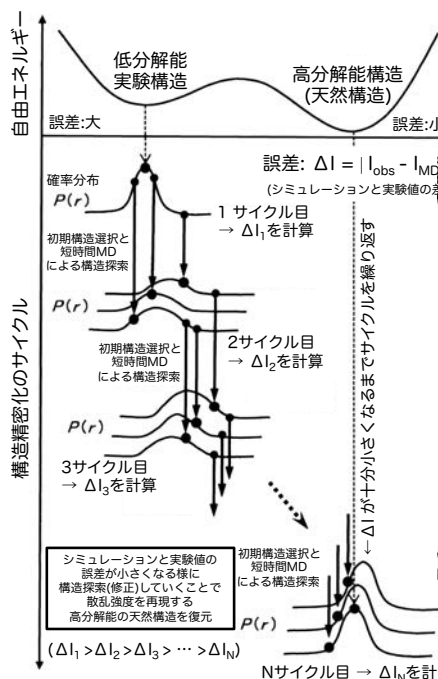 自由エネルギー
低分解能
実験構造
高分解能構造
(天然構造)
誤差:大
誤差:小
誤差: ΔI = | I_obs - I_MD
(シミュレーションと実験値の差
確率分布
P(r)
1 サイクル目
→ ΔI₁を計算
初期構造選択と
短時間MD
による構造探索
P(r)
2サイクル目
→ ΔI₂を計算
初期構造選択と
短時間MD
による構造探索
P(r)
3サイクル目
→ ΔI₃を計算
構造精密化のサイクル
← ΔI が十分小さくなるまでサイクルを繰り返す
シミュレーションと実験値の
誤差が小さくなる様に
構造探索(修正)していくことで
散乱強度を再現する
高分解能の天然構造を復元
初期構造選択と
短時間MD
による構造探索
P(r)
(ΔI₁ > ΔI₂ > ΔI₃ > … > ΔI_N)
Nサイクル目 → ΔI_Nを計